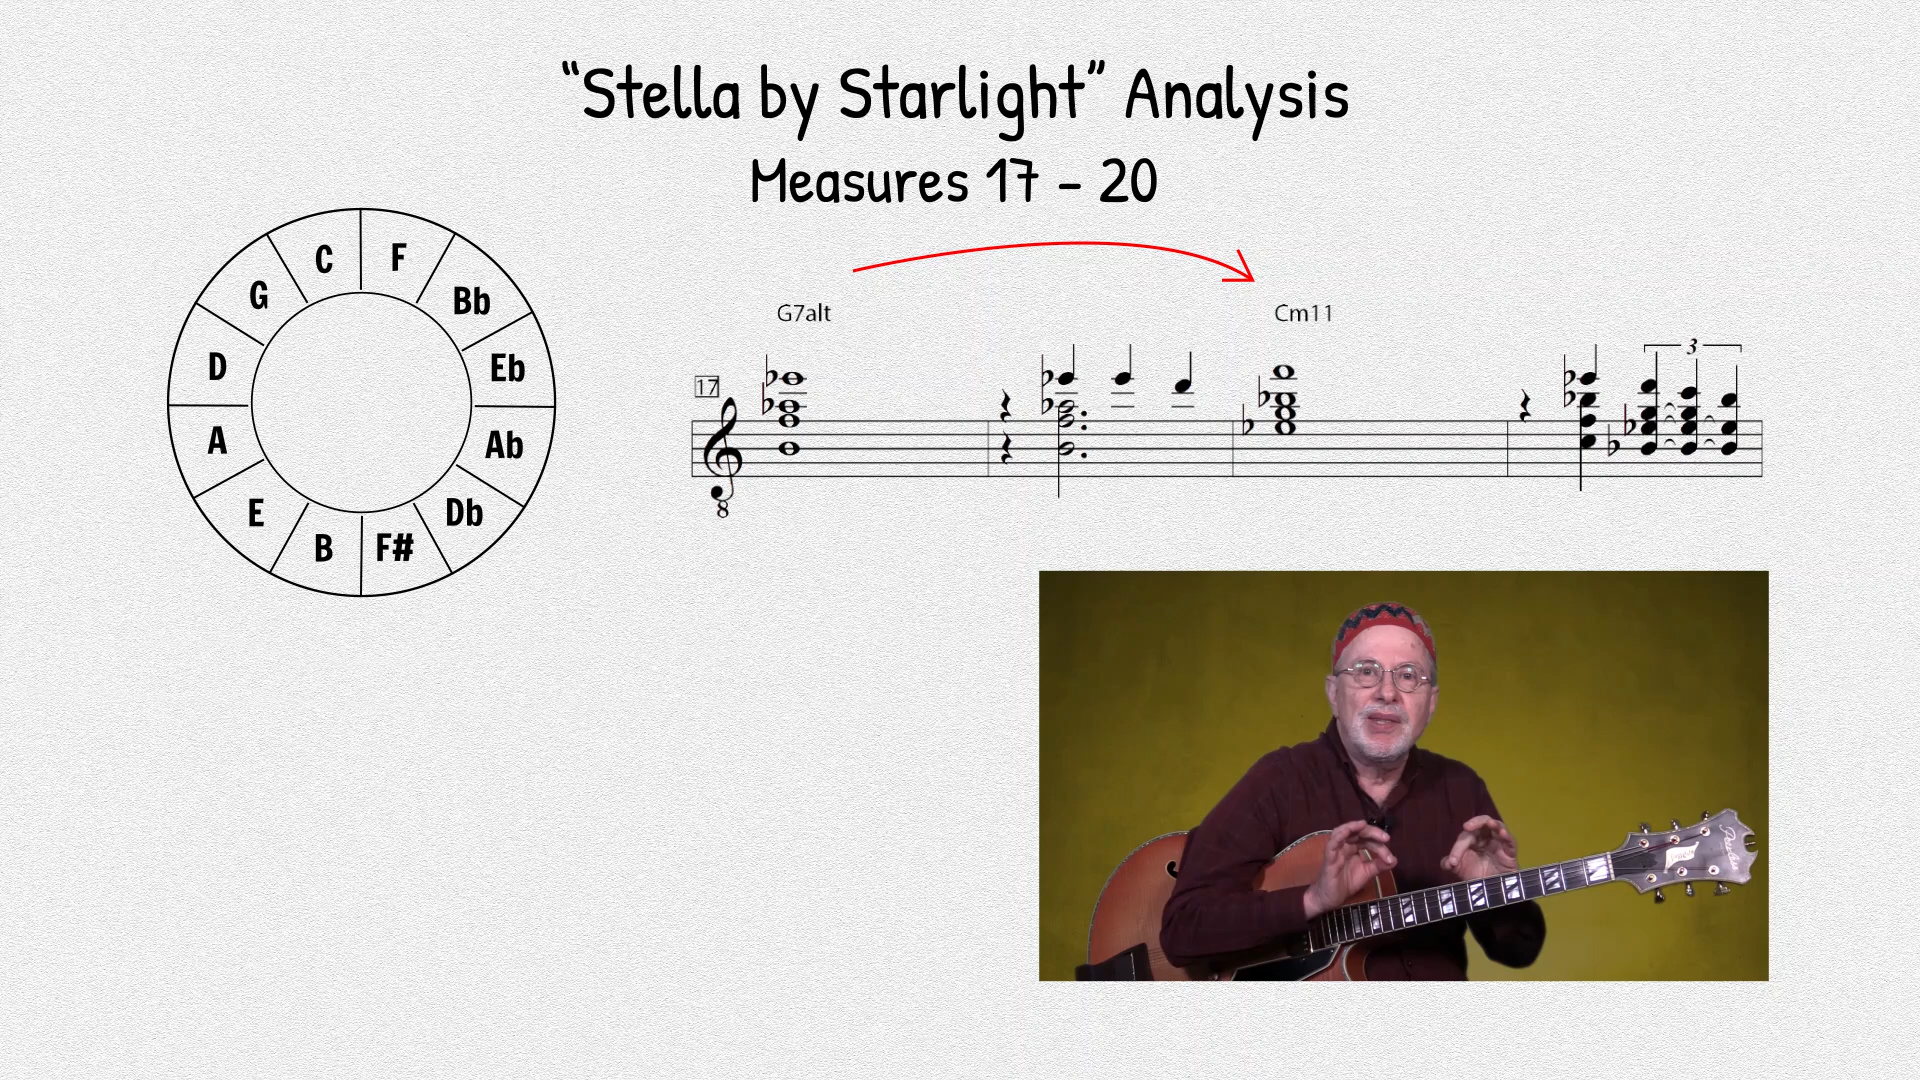 “Stella by Starlight” Analysis
Measures 17 – 20
C
F
G
Bb
D
Eb
A
Ab
E
Db
B
F#
G7alt
Cm11
3
17
8